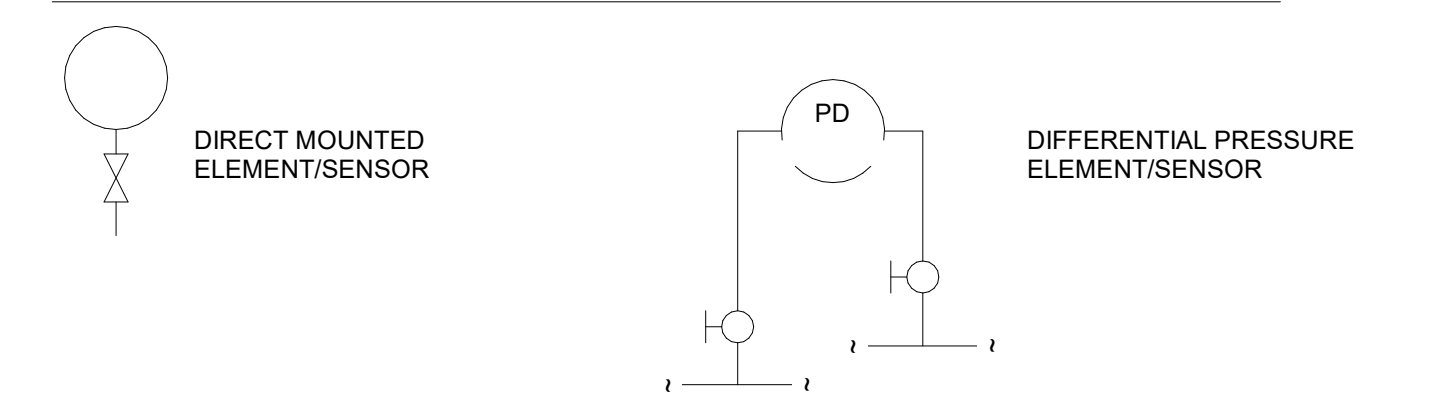 DIRECT MOUNTED
ELEMENT/SENSOR
PD
DIFFERENTIAL PRESSURE
ELEMENT/SENSOR